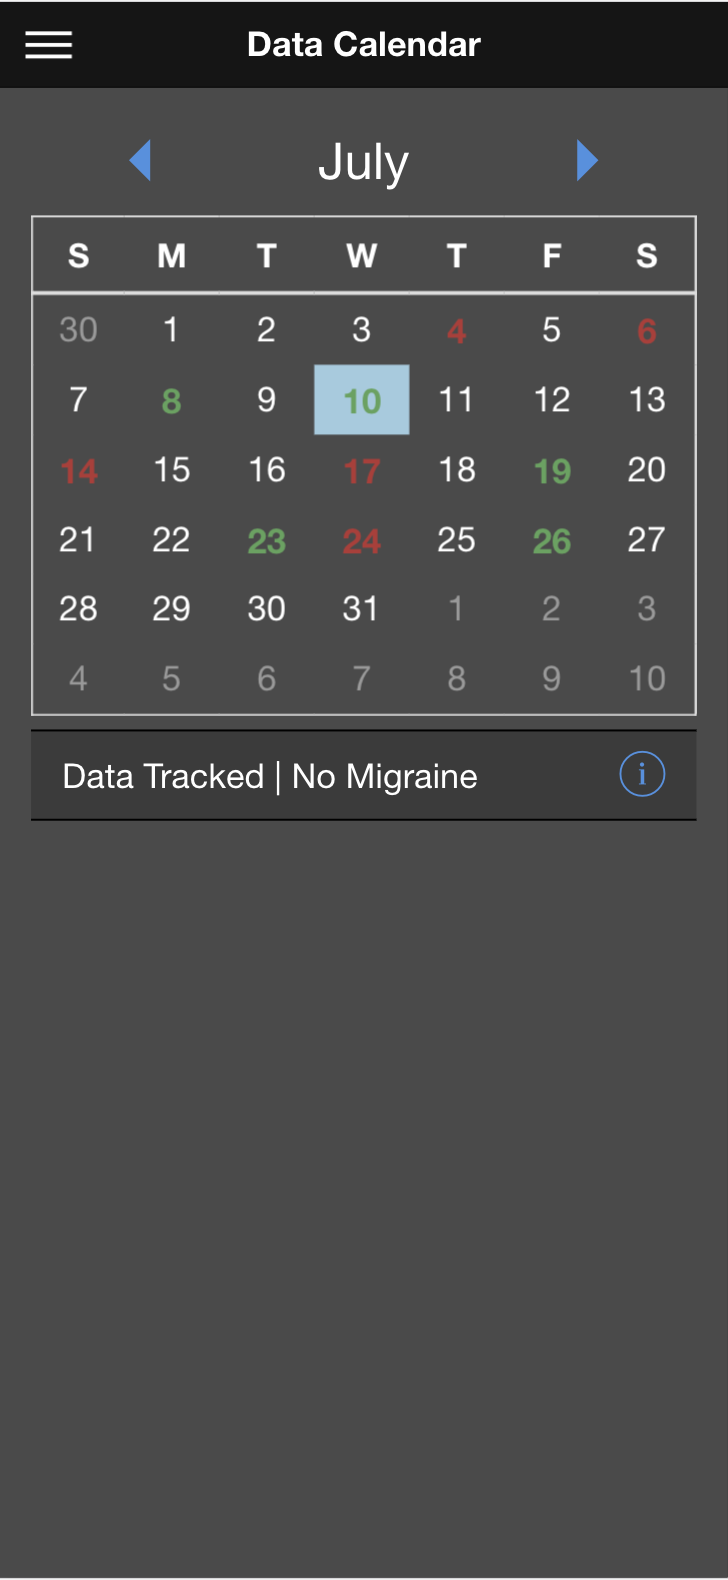 Data Calendar
July
S M T W T F S
30 1 2 3 4 5 6
7 8 9 10 11 12 13
14 15 16 17 18 19 20
21 22 23 24 25 26 27
28 29 30 31 1 2 3
4 5 6 7 8 9 10
Data Tracked | No Migraine i